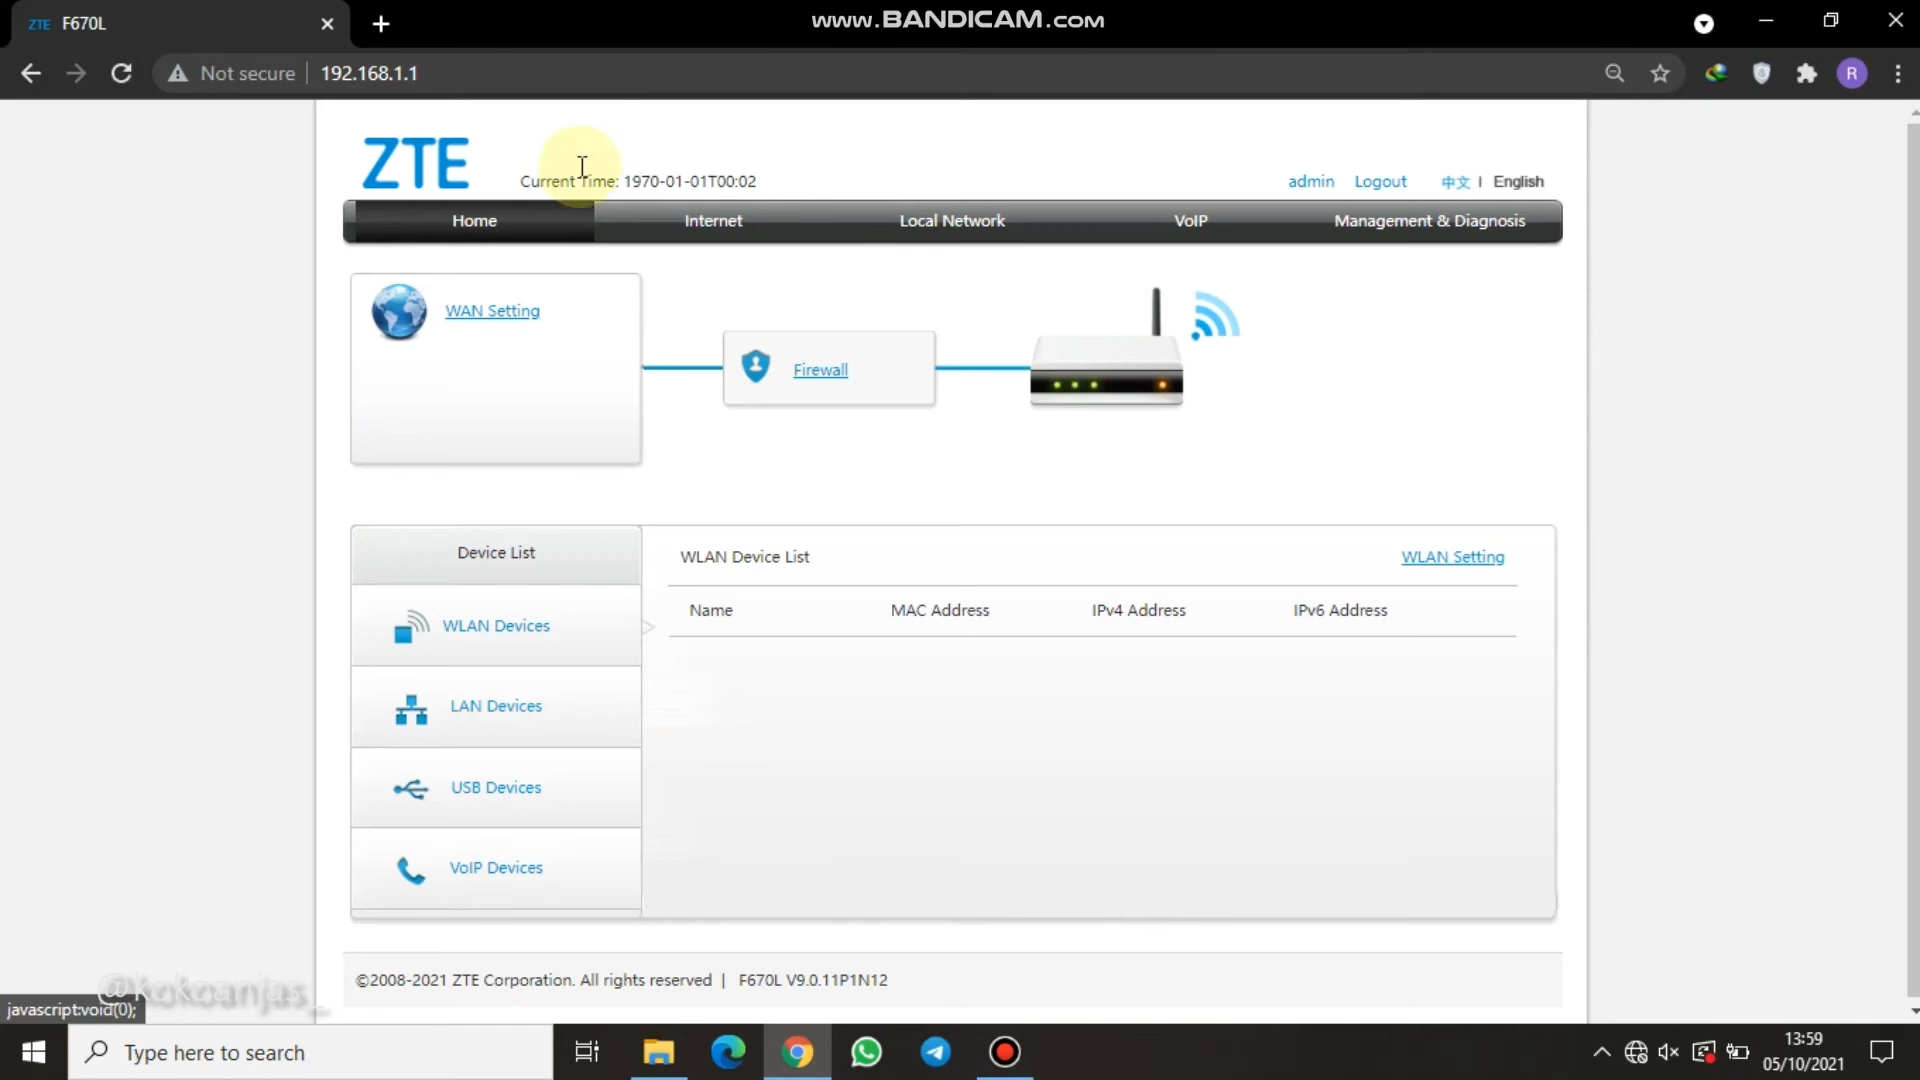 ZTE F670L
www.BANDICAM.com
Not secure
192.168.1.1
R
ZTE
Current Time: 1970-01-01T00:02
admin Logout 中文 | English
Home Internet Local Network VoIP Management & Diagnosis
WAN Setting
Firewall
Device List
WLAN Devices
LAN Devices
USB Devices
VoIP Devices
WLAN Device List
WLAN Setting
Name MAC Address IPv4 Address IPv6 Address
©2008-2021 ZTE Corporation. All rights reserved | F670L V9.0.11P1N12
@kokoanjas_
javascript:void(0);
Type here to search
13:59
05/10/2021